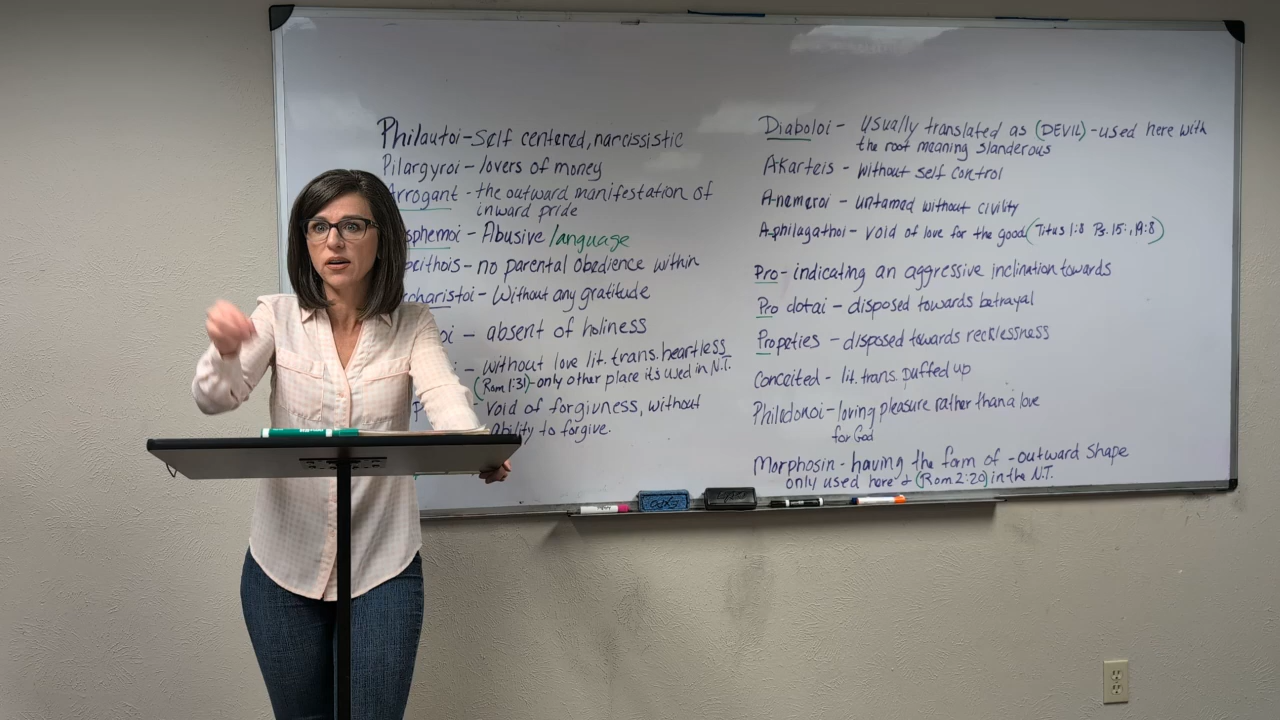 Philautoi - Self centered, narcissistic
Pilargyroi - lovers of money
Arrogant - the outward manifestation of
inward pride
sphemoi - Abusive language
peithois - no parental obedience within
charistoi - Without any gratitude
oi - absent of holiness
: - without love lit. trans. heartless
(Rom 1:31) - only other place its used in N.T.
- void of forgivness, without
ability to forgive.
Diaboloi - usually translated as (DEVIL) - used here with
the root meaning slanderous
Akarteis - without self control
Anemeroi - untamed without civility
Aphilagathoi - void of love for the good (Titus 1:8 Ps. 15:, 19:8)
Pro - indicating an aggressive inclination towards
Pro dotai - disposed towards betrayal
Propeties - disposed towards recklessness
Conceited - lit. trans. puffed up
Philedonoi - loving pleasure rather than a love
for God
Morphosin - having the form of - outward shape
only used here & (Rom 2:20) in the N.T.